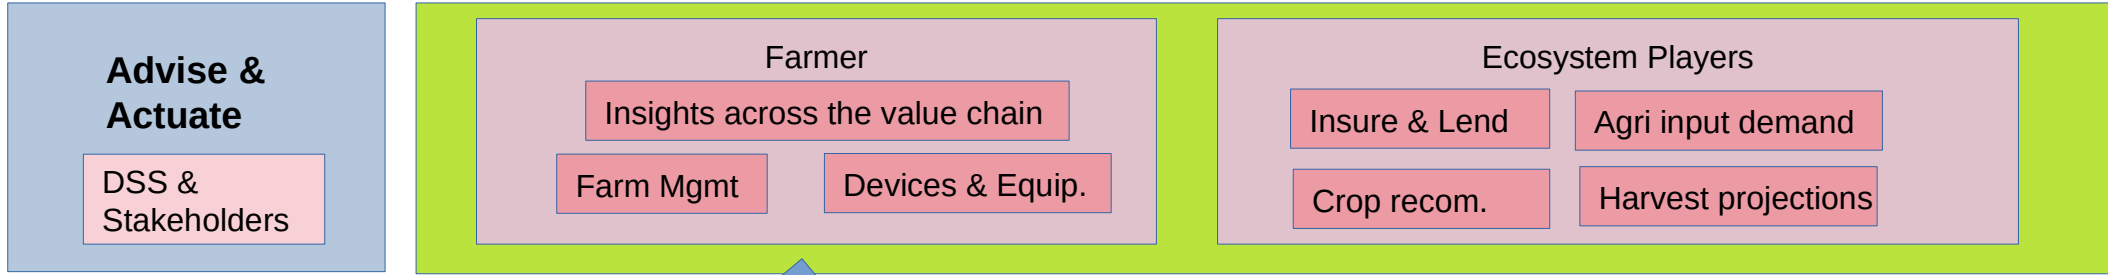 Advise &
Actuate
DSS &
Stakeholders
Farmer
Insights across the value chain
Farm Mgmt
Devices & Equip.
Ecosystem Players
Insure & Lend
Agri input demand
Crop recom.
Harvest projections